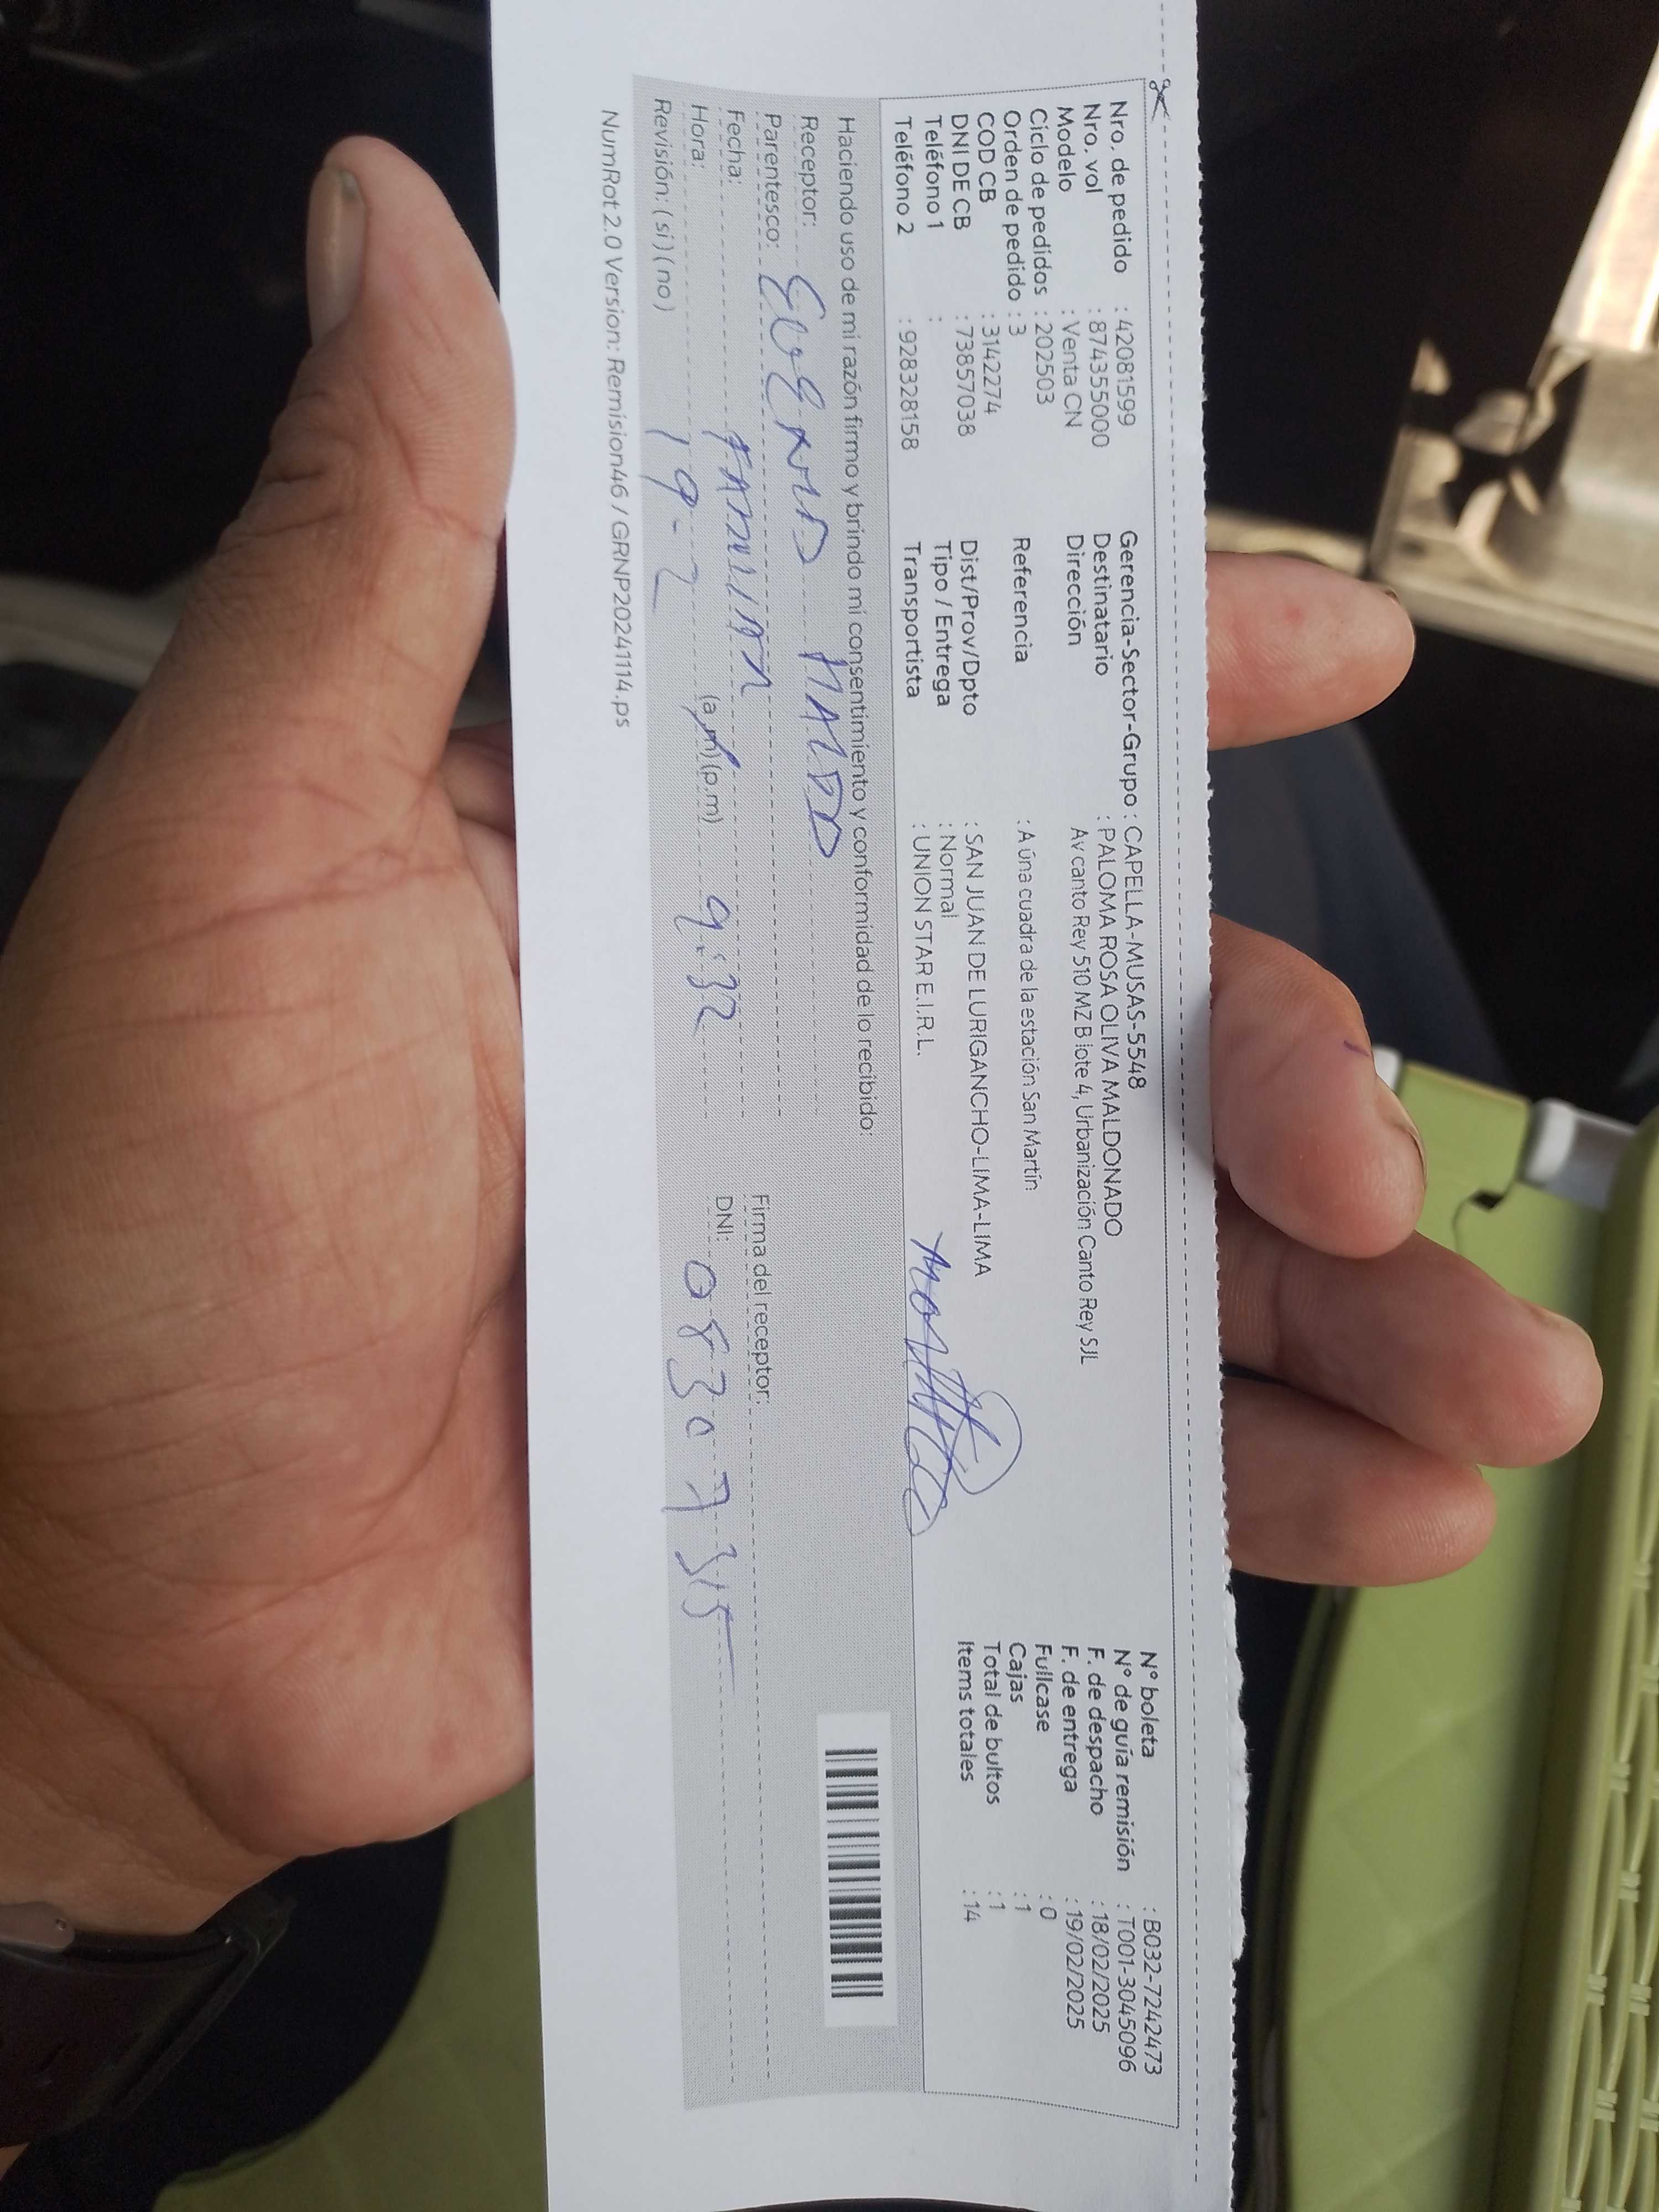 Nro. de pedido : 42081599
Nro. vol : 874355000
Modelo : Venta CN
Ciclo de pedidos : 202503
Orden de pedido : 3
COD CB : 3142274
DNI DE CB : 73857038
Teléfono 1 :
Teléfono 2 : 928328158
Gerencia-Sector-Grupo : CAPELLA-MUSAS-5548
Destinatario : PALOMA ROSA OLIVA MALDONADO
Dirección Av canto Rey 510 MZ B lote 4, Urbanización Canto Rey SJL
Referencia : A úna cuadra de la estación San Martín
Dist/Prov/Dpto : SAN JUAN DE LURIGANCHO-LIMA-LIMA
Tipo / Entrega : Normal
Transportista : UNION STAR E.I.R.L.
N° boleta : B032-7242473
N° de guía remisión : T001-3045096
F. de despacho : 18/02/2025
F. de entrega : 19/02/2025
Fullcase : 0
Cajas : 1
Total de bultos : 1
Items totales : 14
Haciendo uso de mi razón firmo y brindo mi consentimiento y conformidad de lo recibido:
Receptor:
Parentesco:
Fecha:
Hora: 19-2 (a.m) (p.m) 9:32
Revisión: (si) (no)
Firma del receptor:
DNI: 08307315
NumRot 2.0 Version: Remision46 / GRNP20241114.ps